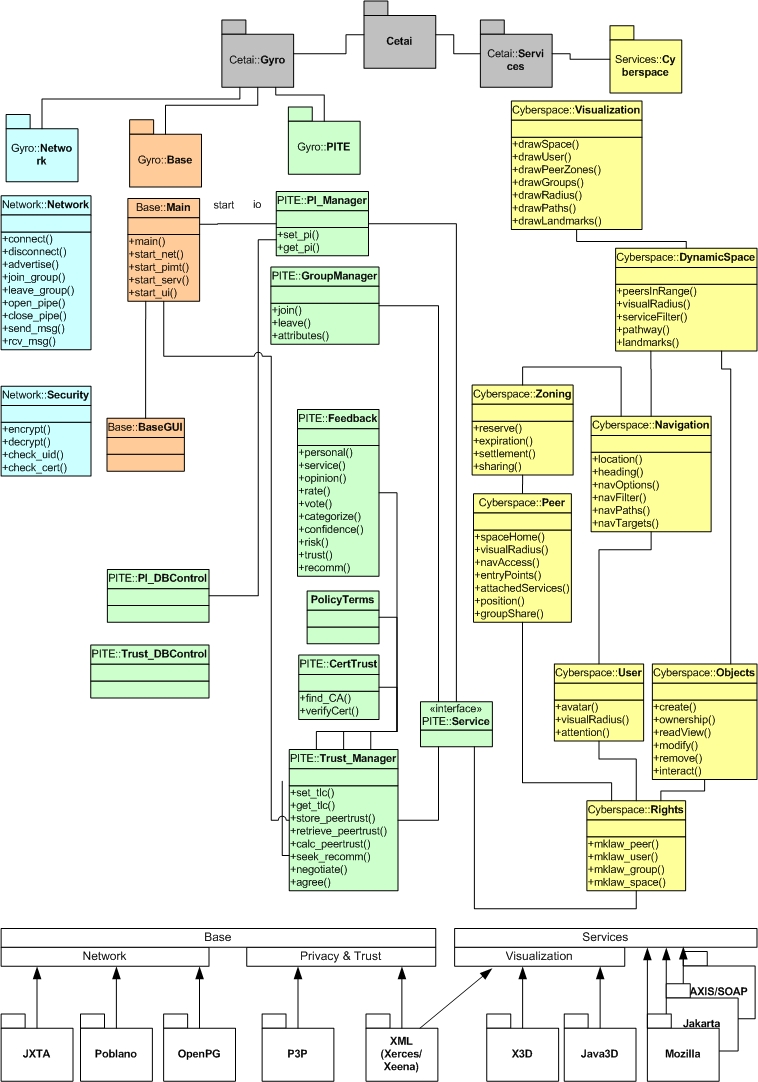 Cetai
Cetai::Gyro
Cetai::Servi
ces
Services::Cy
berspace
Gyro::Netwo
rk
Gyro::Base
Gyro::PITE
Network::Network
+connect()
+disconnect()
+advertise()
+join_group()
+leave_group()
+open_pipe()
+close_pipe()
+send_msg()
+rcv_msg()
Network::Security
+encrypt()
+decrypt()
+check_uid()
+check_cert()
Base::Main
+main()
+start_net()
+start_pimt()
+start_serv()
+start_ui()
start io
Base::BaseGUI
PITE::PI_Manager
+set_pi()
+get_pi()
PITE::GroupManager
+join()
+leave()
+attributes()
PITE::Feedback
+personal()
+service()
+opinion()
+rate()
+vote()
+categorize()
+confidence()
+risk()
+trust()
+recomm()
PITE::PI_DBControl
PITE::Trust_DBControl
PolicyTerms
PITE::CertTrust
+find_CA()
+verifyCert()
PITE::Trust_Manager
+set_tlc()
+get_tlc()
+store_peertrust()
+retrieve_peertrust()
+calc_peertrust()
+seek_recomm()
+negotiate()
+agree()
«interface»
PITE::Service
Cyberspace::Visualization
+drawSpace()
+drawUser()
+drawPeerZones()
+drawGroups()
+drawRadius()
+drawPaths()
+drawLandmarks()
Cyberspace::DynamicSpace
+peersInRange()
+visualRadius()
+serviceFilter()
+pathway()
+landmarks()
Cyberspace::Zoning
+reserve()
+expiration()
+settlement()
+sharing()
Cyberspace::Navigation
+location()
+heading()
+navOptions()
+navFilter()
+navPaths()
+navTargets()
Cyberspace::Peer
+spaceHome()
+visualRadius()
+navAccess()
+entryPoints()
+attachedServices()
+position()
+groupShare()
Cyberspace::User
+avatar()
+visualRadius()
+attention()
Cyberspace::Objects
+create()
+ownership()
+readView()
+modify()
+remove()
+interact()
Cyberspace::Rights
+mklaw_peer()
+mklaw_user()
+mklaw_group()
+mklaw_space()
Base
Network
Privacy & Trust
Services
Visualization
JXTA
Poblano
OpenPG
P3P
XML
(Xerces/
Xeena)
X3D
Java3D
AXIS/SOAP
Jakarta
Mozilla